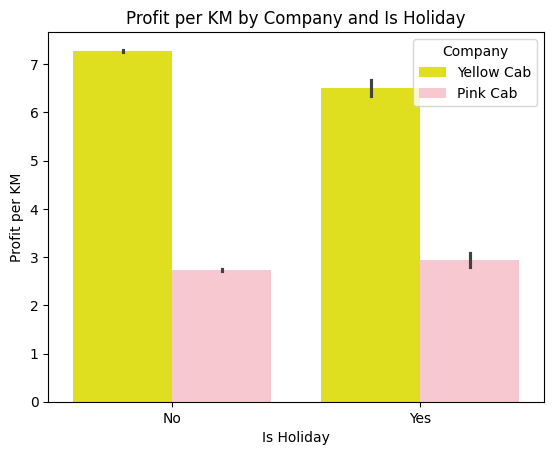 Profit per KM by Company and Is Holiday
Company
Yellow Cab
Pink Cab
Profit per KM
7
6
5
4
3
2
1
0
No
Yes
Is Holiday